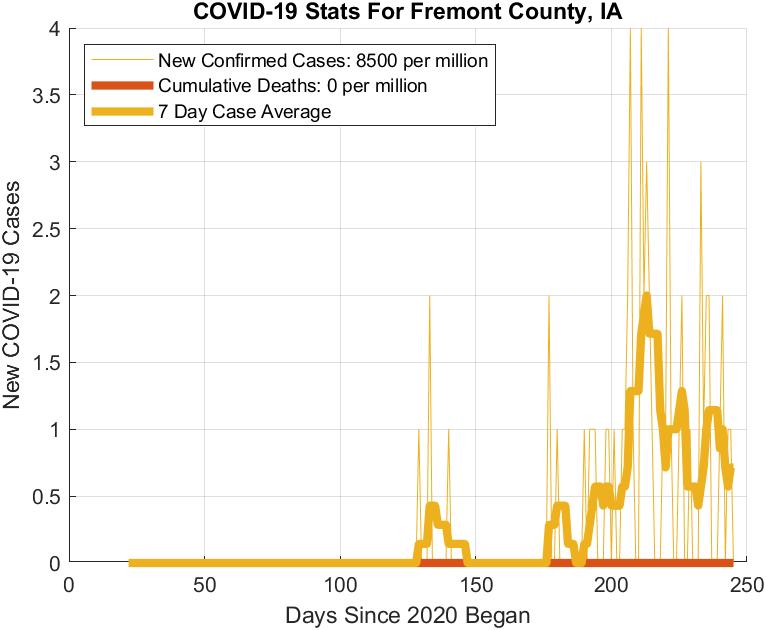 COVID-19 Stats For Fremont County, IA
New Confirmed Cases: 8500 per million
Cumulative Deaths: 0 per million
7 Day Case Average
New COVID-19 Cases
4
3.5
3
2.5
2
1.5
1
0.5
0
0 50 100 150 200 250
Days Since 2020 Began